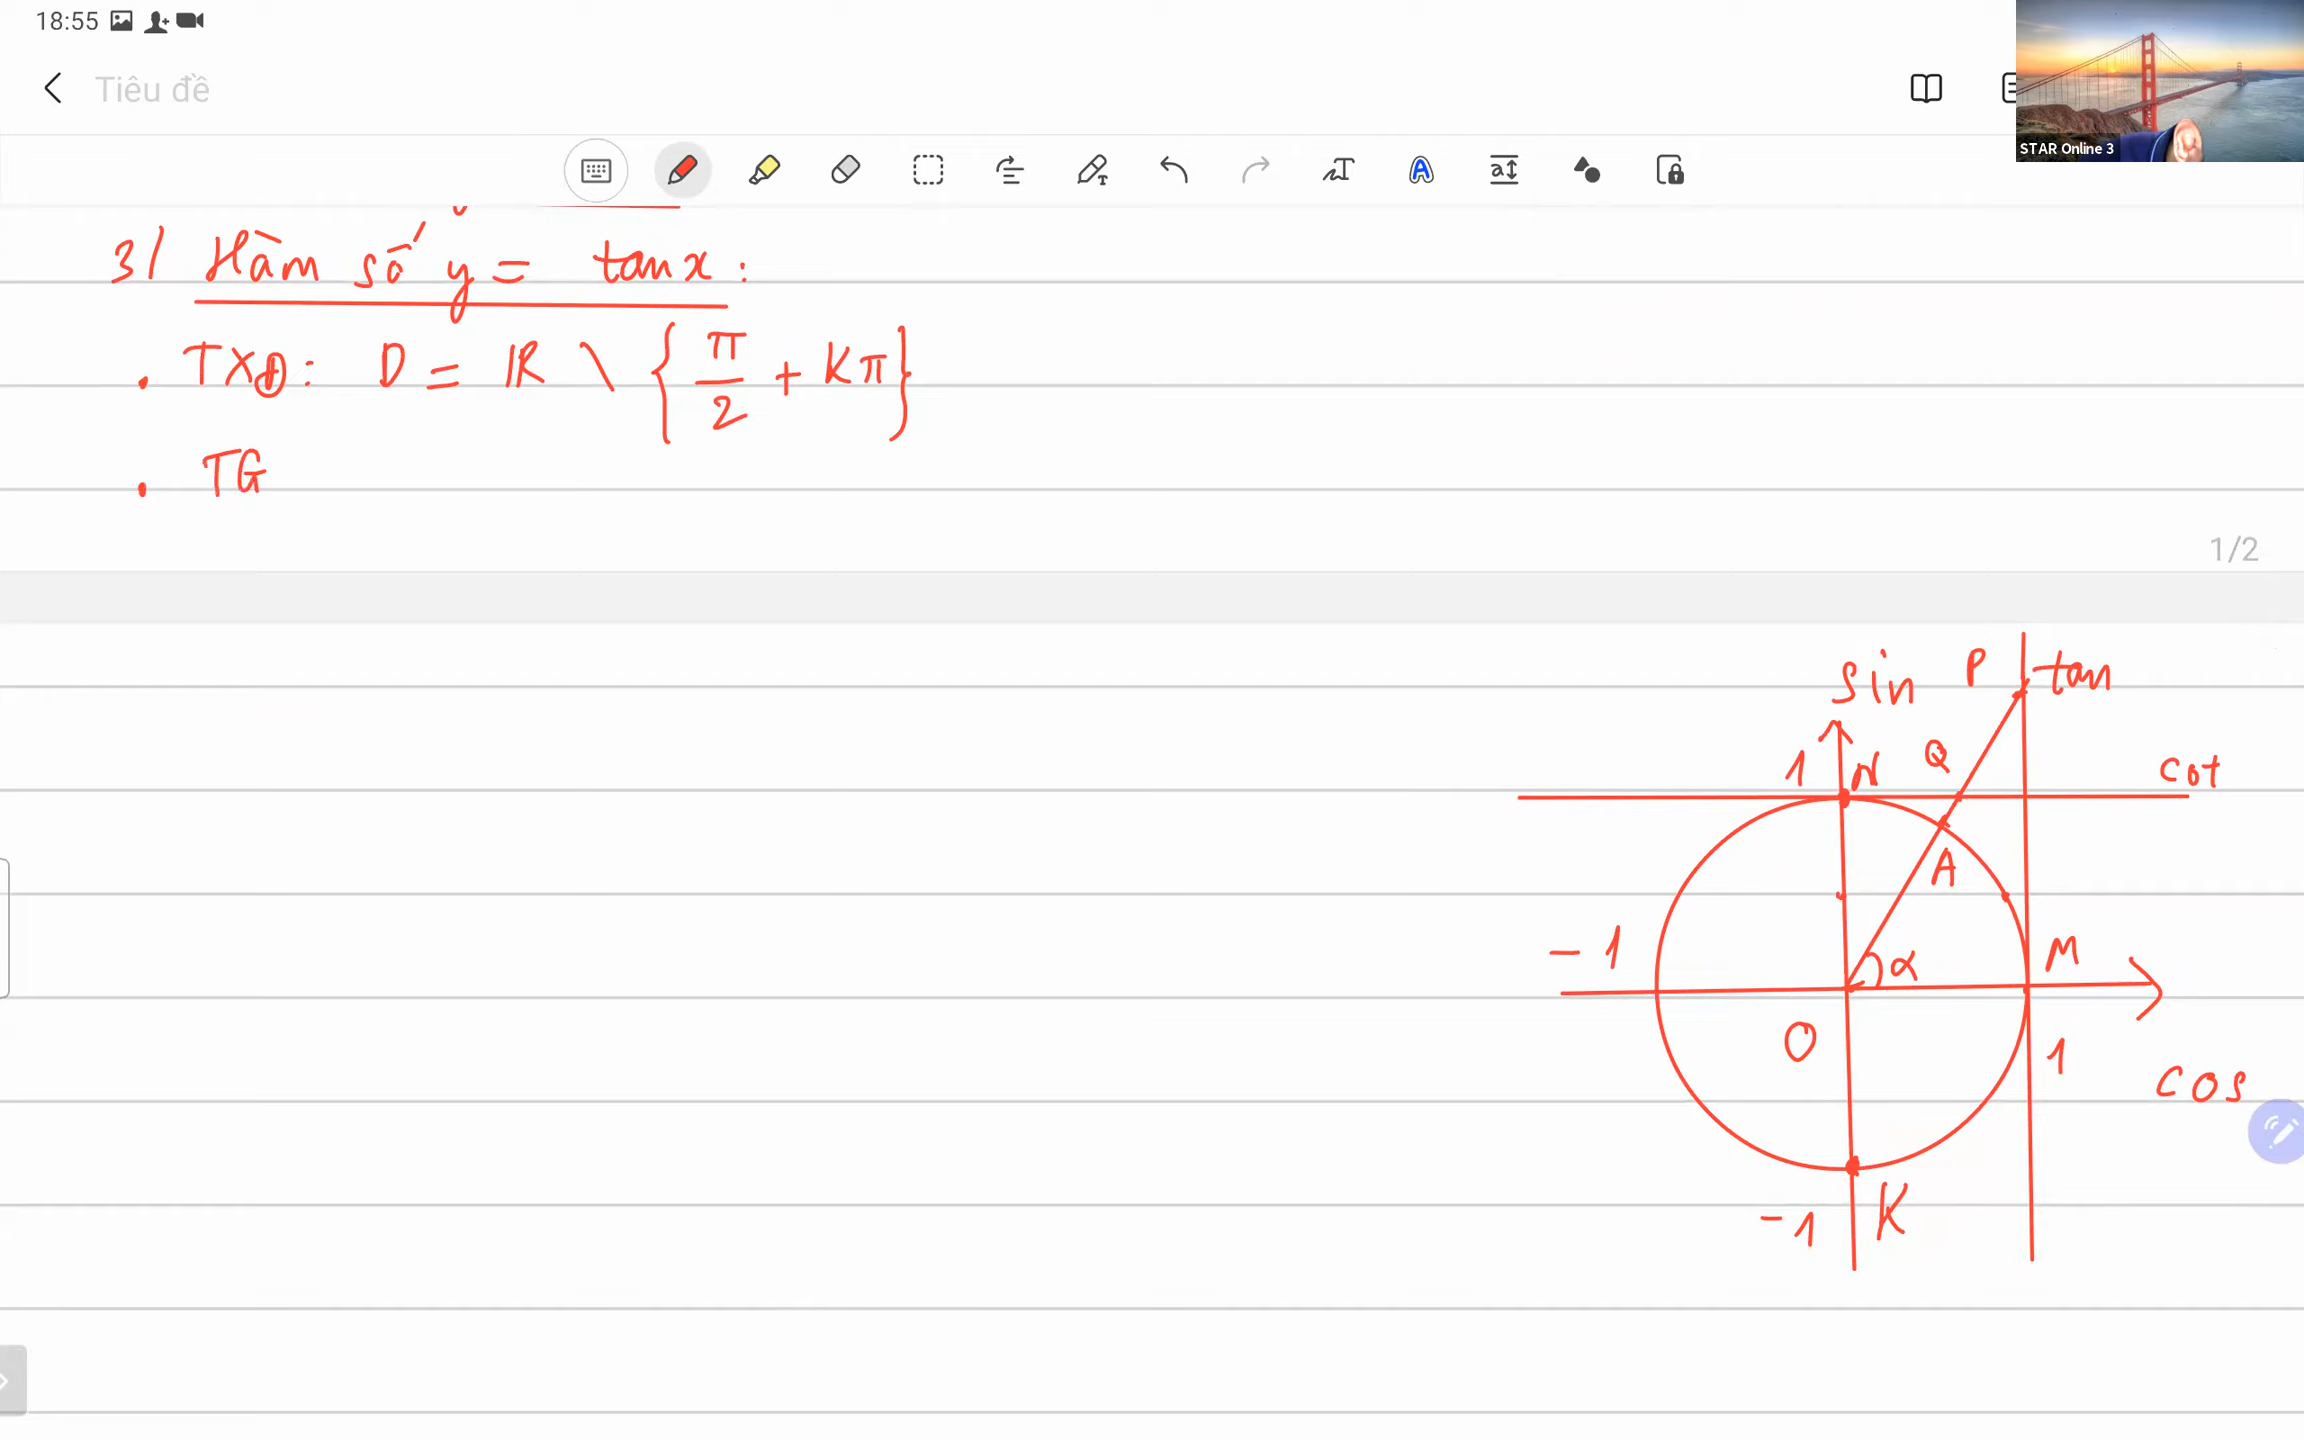 18:55
Tiêu đề
STAR Online 3
3/ Hàm số y = tanx :
. TXĐ: D = ℝ \ { π/2 + Kπ }
. TG
1/2
sin P tan
1 N Q cot
A
-1 α M
O 1
cos
-1 K